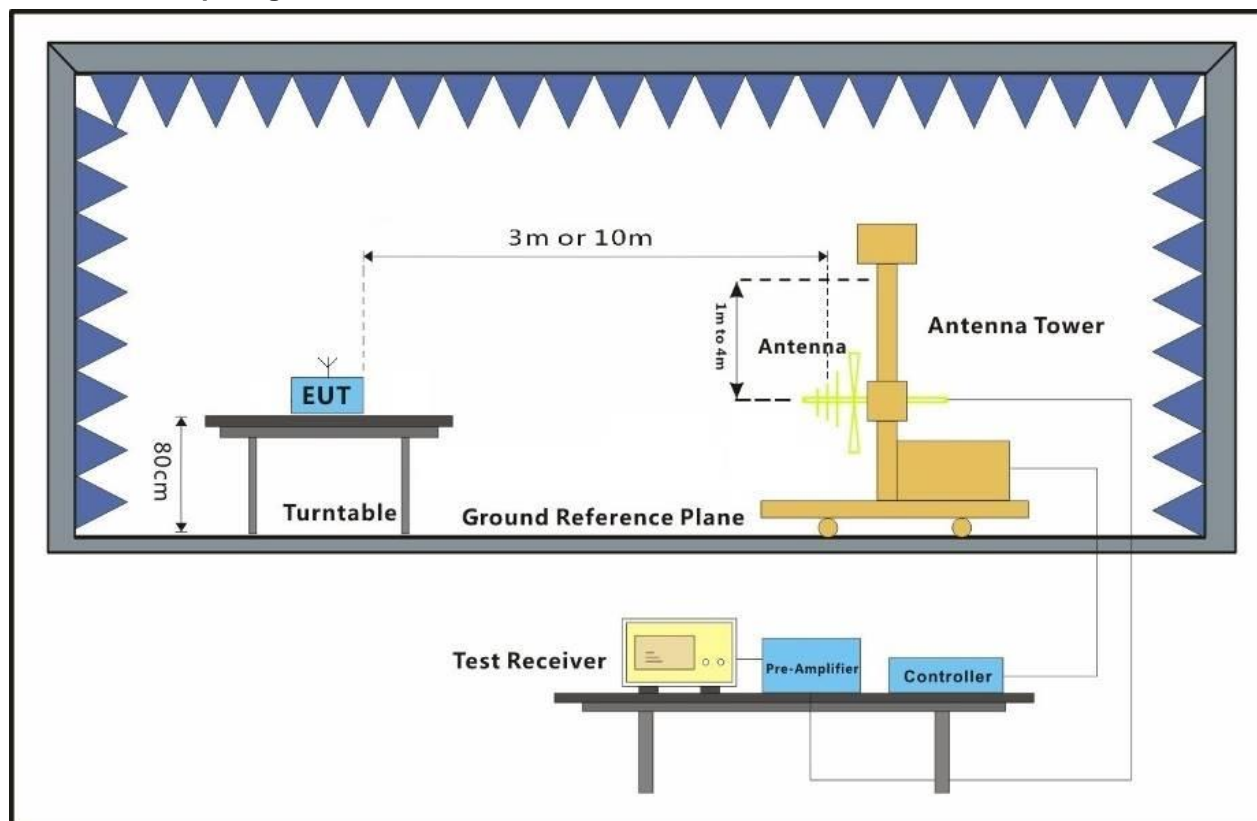 3m or 10m
1m to 4m
Antenna
Antenna Tower
EUT
80cm
Turntable
Ground Reference Plane
Test Receiver
Pre-Amplifier
Controller